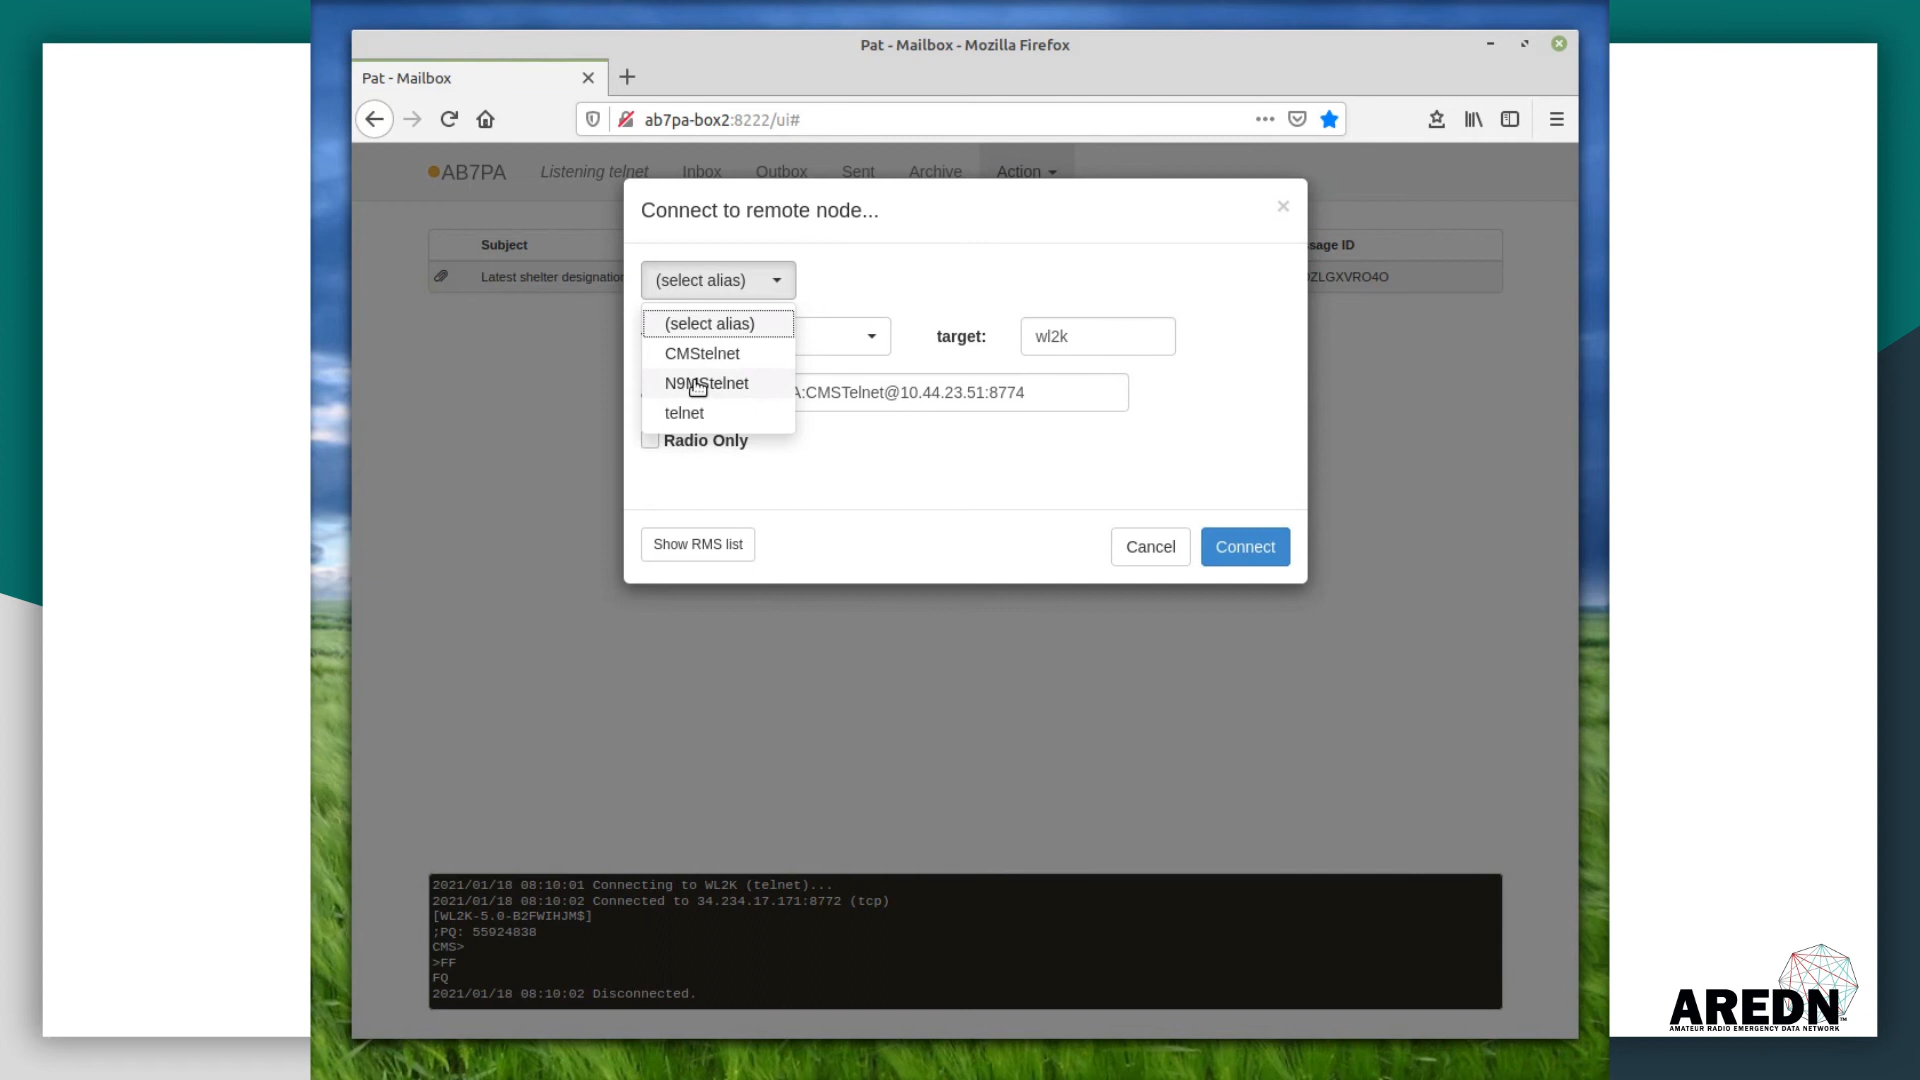 Pat - Mailbox - Mozilla Firefox
Pat - Mailbox
ab7pa-box2:8222/ui#
AB7PA Listening telnet Inbox Outbox Sent Archive Action
Connect to remote node...
×
Subject
sage ID
Latest shelter designation
ZLGXVRO4O
(select alias)
(select alias)
CMStelnet
N9MStelnet
telnet
target: wl2k
A:CMSTelnet@10.44.23.51:8774
Radio Only
Show RMS list
Cancel
Connect
2021/01/18 08:10:01 Connecting to WL2K (telnet)...
2021/01/18 08:10:02 Connected to 34.234.17.171:8772 (tcp)
[WL2K-5.0-B2FWIHJM$]
;PQ: 55924838
CMS>
>FF
FQ
2021/01/18 08:10:02 Disconnected.
AREDN™
AMATEUR RADIO EMERGENCY DATA NETWORK